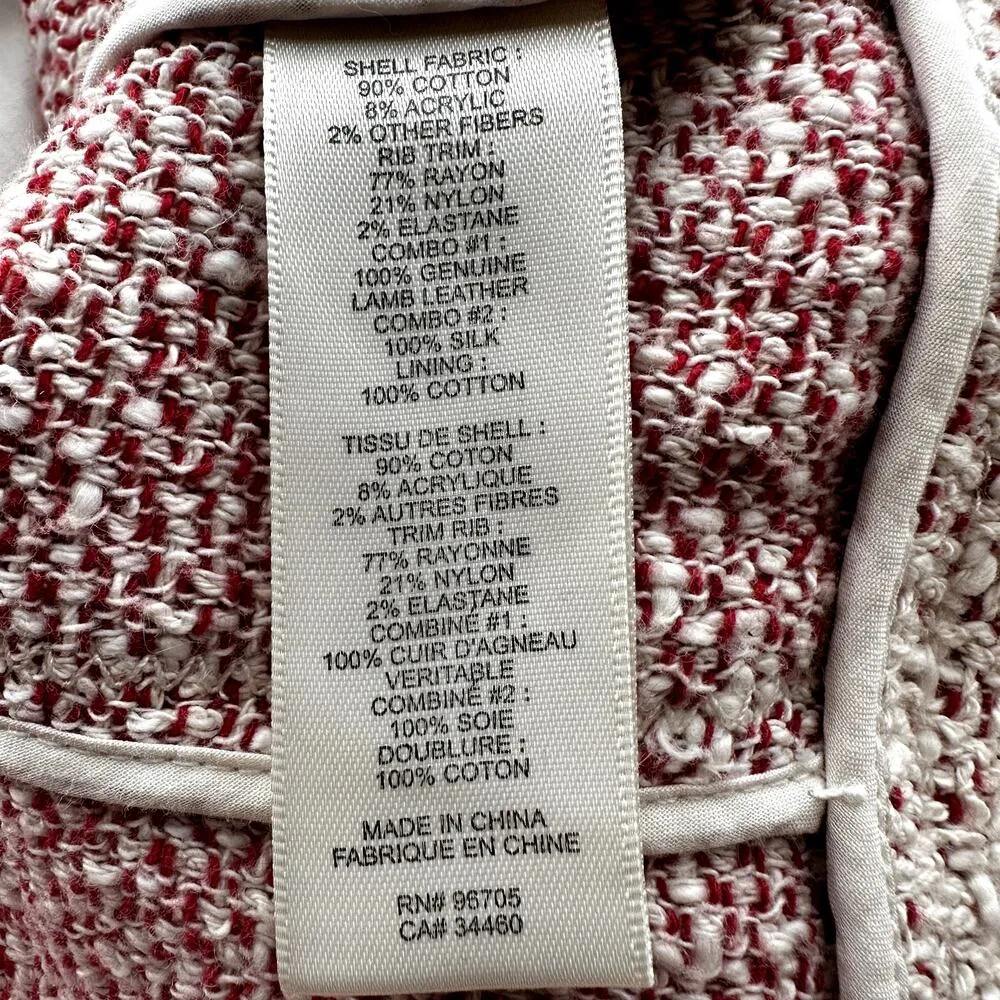 SHELL FABRIC :
90% COTTON
8% ACRYLIC
2% OTHER FIBERS
RIB TRIM :
77% RAYON
21% NYLON
2% ELASTANE
COMBO #1 :
100% GENUINE
LAMB LEATHER
COMBO #2 :
100% SILK
LINING :
100% COTTON
TISSU DE SHELL :
90% COTON
8% ACRYLIQUE
2% AUTRES FIBRES
TRIM RIB :
77% RAYONNE
21% NYLON
2% ELASTANE
COMBINÉ #1 :
100% CUIR D'AGNEAU
VERITABLE
COMBINÉ #2 :
100% SOIE
DOUBLURE :
100% COTON
MADE IN CHINA
FABRIQUE EN CHINE
RN# 96705
CA# 34460